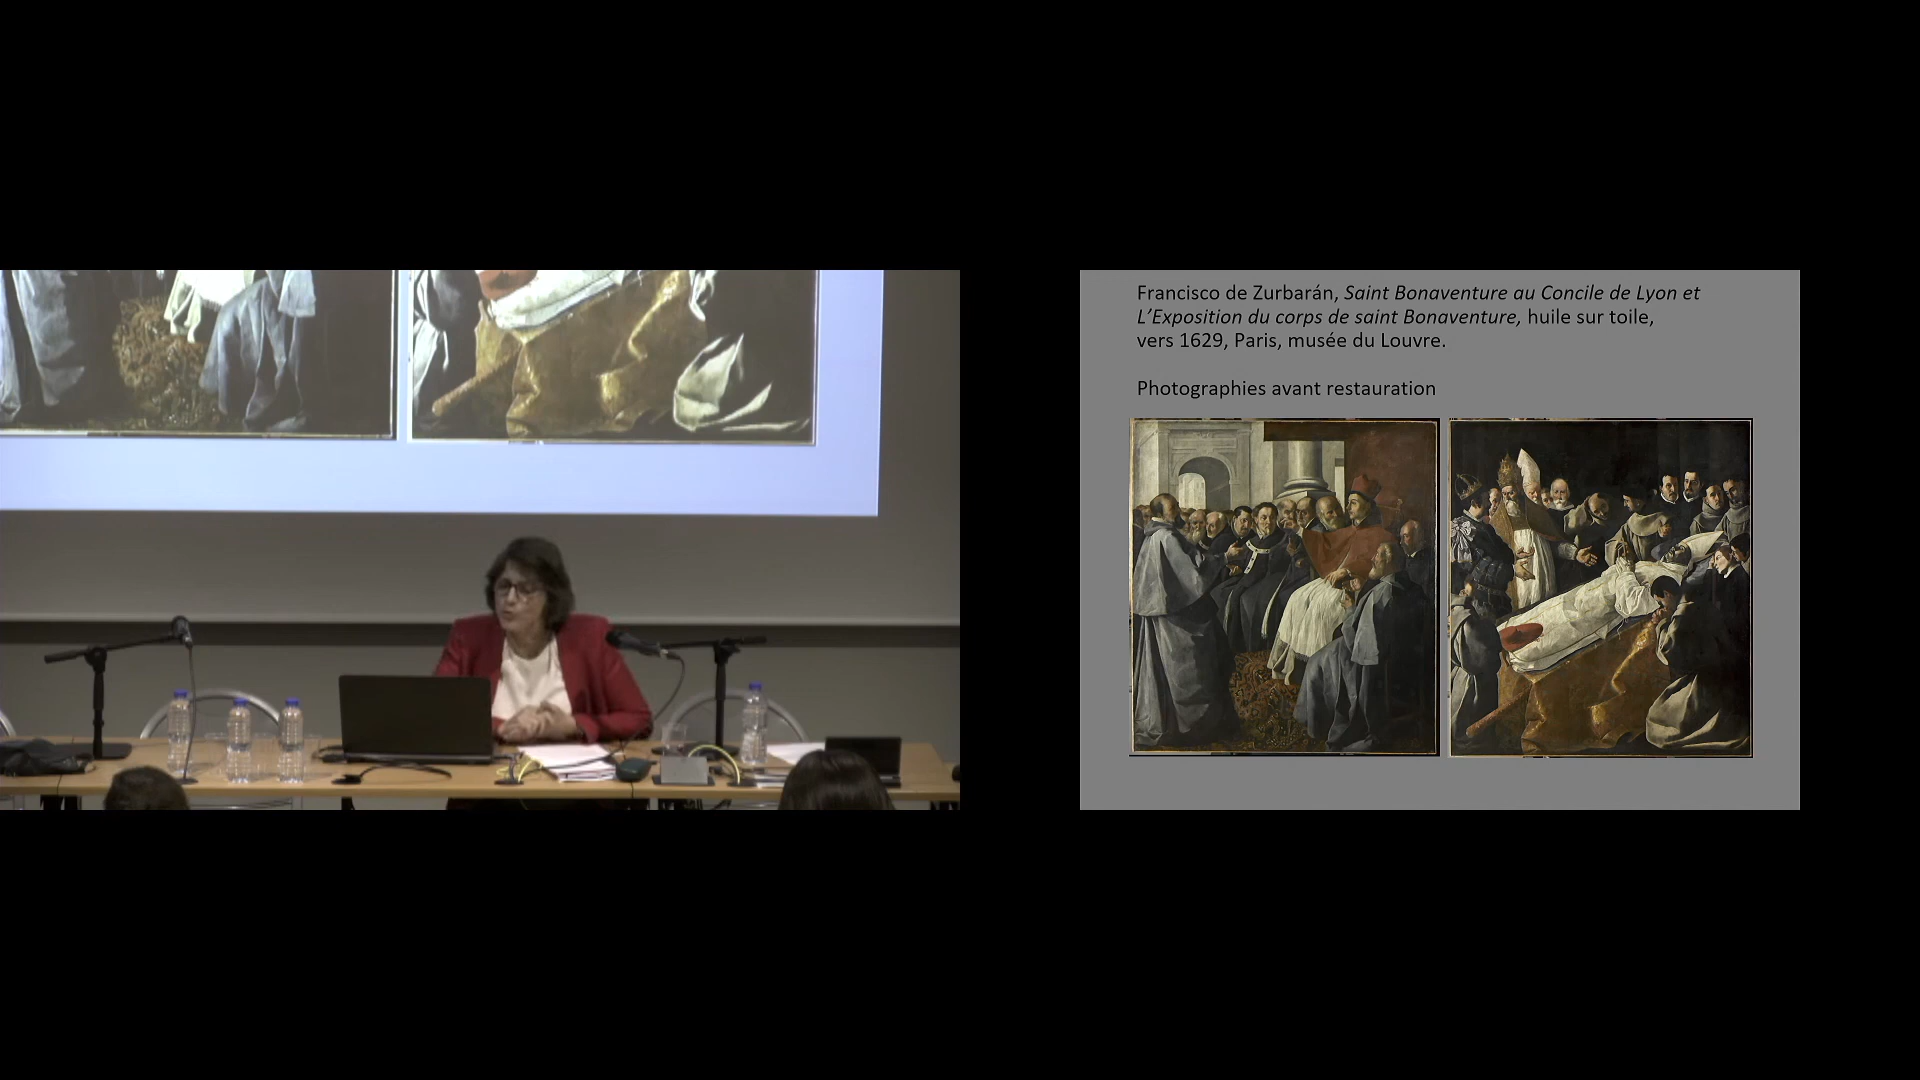 Francisco de Zurbarán, Saint Bonaventure au Concile de Lyon et
L’Exposition du corps de saint Bonaventure, huile sur toile,
vers 1629, Paris, musée du Louvre.
Photographies avant restauration